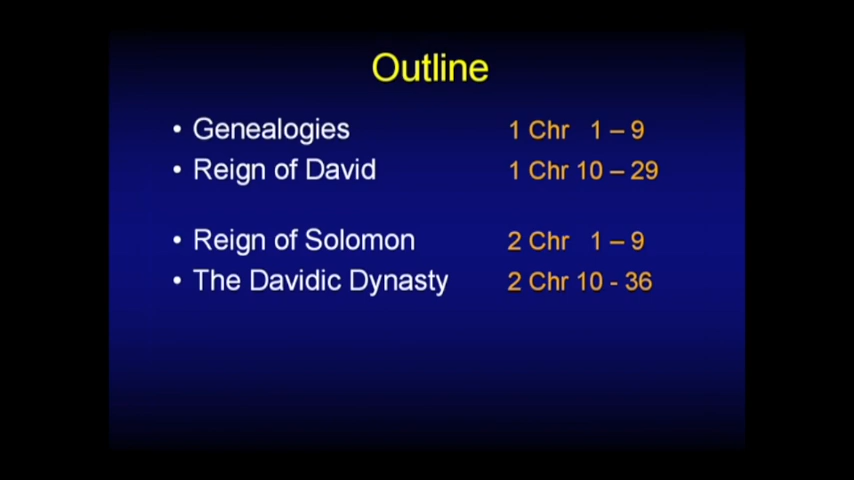 Outline
• Genealogies 1 Chr 1 – 9
• Reign of David 1 Chr 10 – 29
• Reign of Solomon 2 Chr 1 – 9
• The Davidic Dynasty 2 Chr 10 - 36